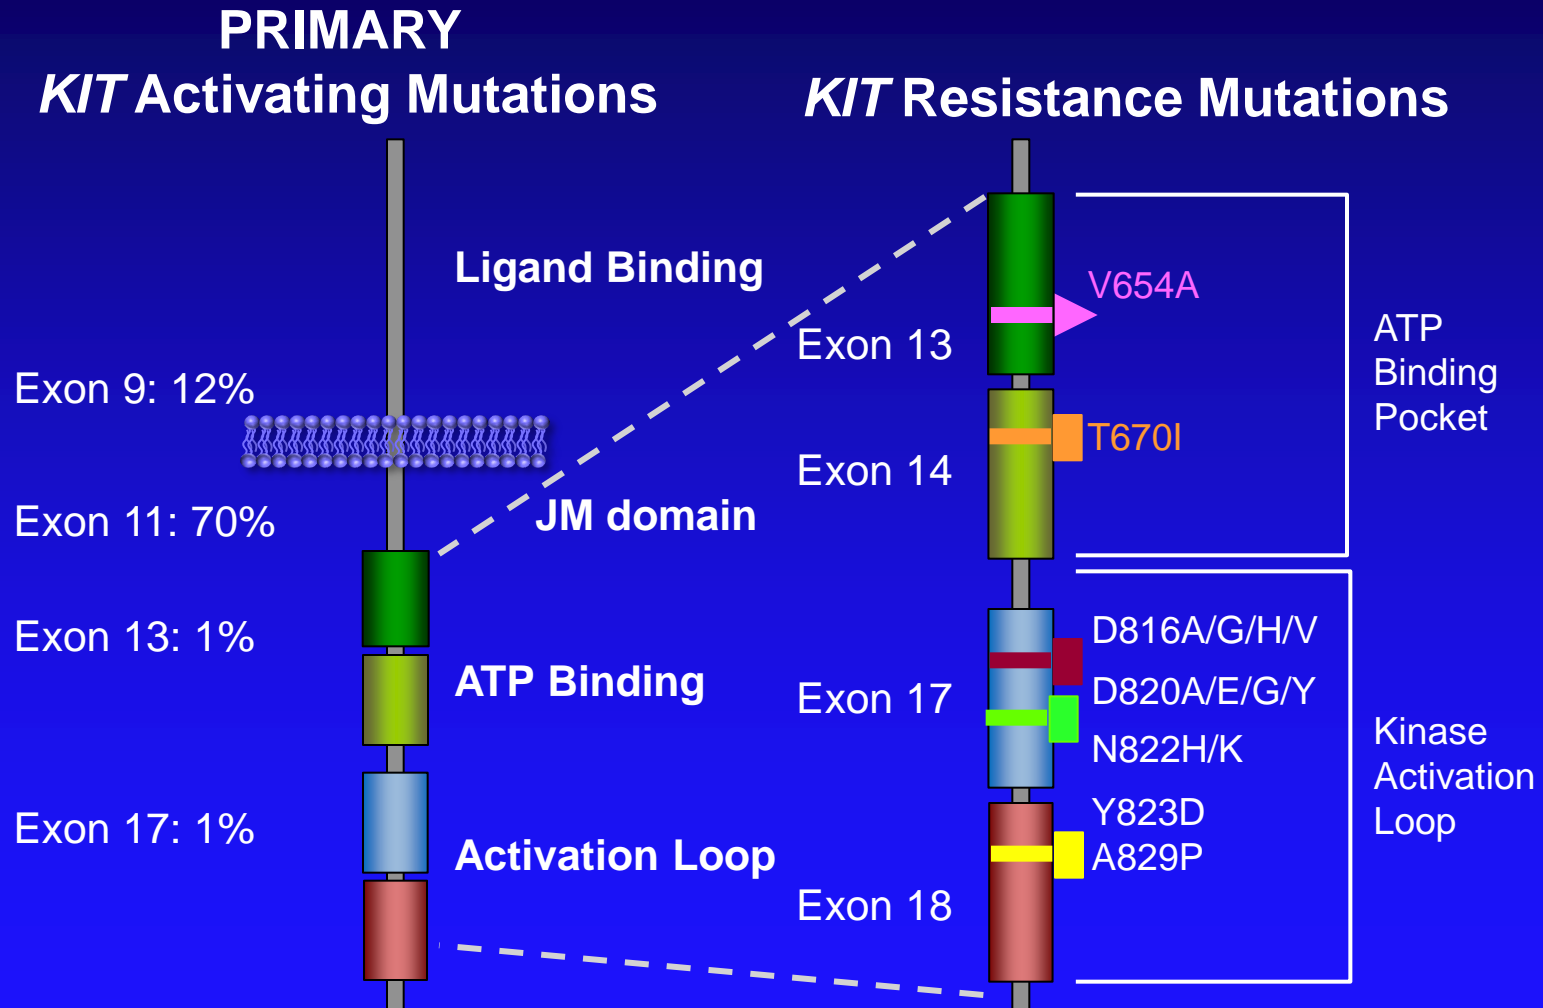 PRIMARY
KIT Activating Mutations
Ligand Binding
Exon 9: 12%
Exon 11: 70%
JM domain
Exon 13: 1%
ATP Binding
Exon 17: 1%
Activation Loop
KIT Resistance Mutations
V654A
Exon 13
T670I
Exon 14
ATP
Binding
Pocket
D816A/G/H/V
D820A/E/G/Y
Exon 17
N822H/K
Y823D
A829P
Exon 18
Kinase
Activation
Loop